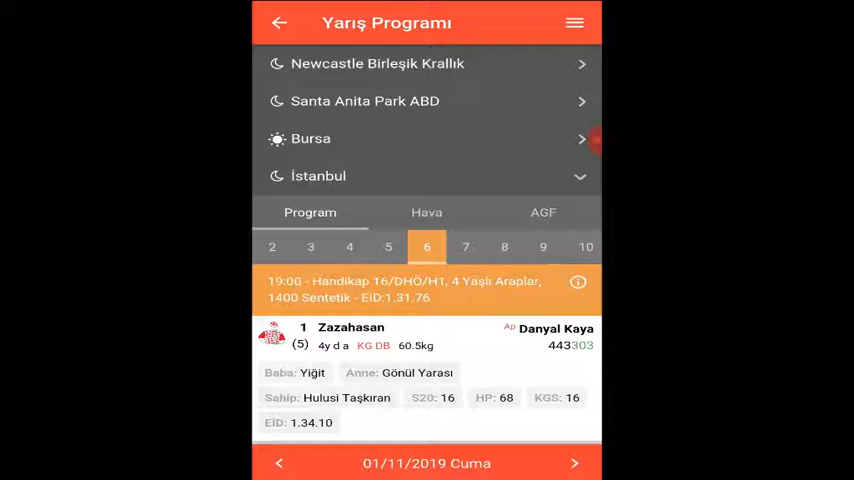 Yarış Programı
Newcastle Birleşik Krallık
Santa Anita Park ABD
Bursa
İstanbul
Program Hava AGF
2 3 4 5 6 7 8 9 10
19:00 - Handikap 16/DHÖ/H1, 4 Yaşlı Araplar,
1400 Sentetik - EİD:1.31.76
1 Zazahasan Ap Danyal Kaya
(5) 4y d a KG DB 60.5kg 443303
Baba: Yiğit Anne: Gönül Yarası
Sahip: Hulusi Taşkıran S20: 16 HP: 68 KGS: 16
EİD: 1.34.10
01/11/2019 Cuma